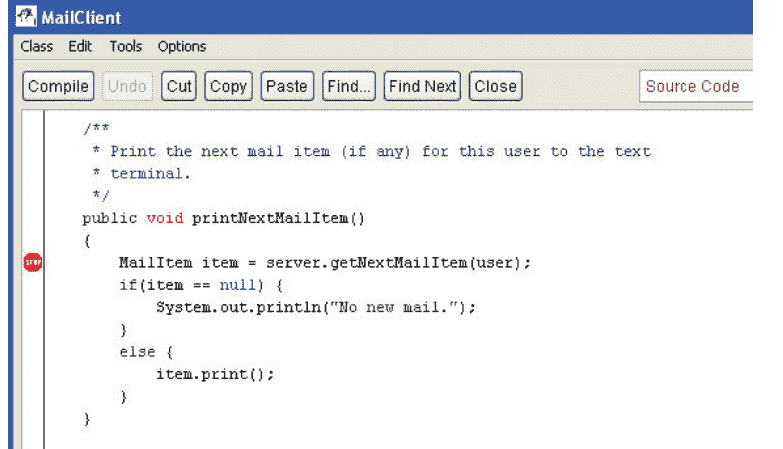 MailClient
Class Edit Tools Options
Compile Undo Cut Copy Paste Find... Find Next Close Source Code
/**
* Print the next mail item (if any) for this user to the text
* terminal.
*/
public void printNextMailItem()
{
STOP MailItem item = server.getNextMailItem(user);
if(item == null) {
System.out.println("No new mail.");
}
else {
item.print();
}
}